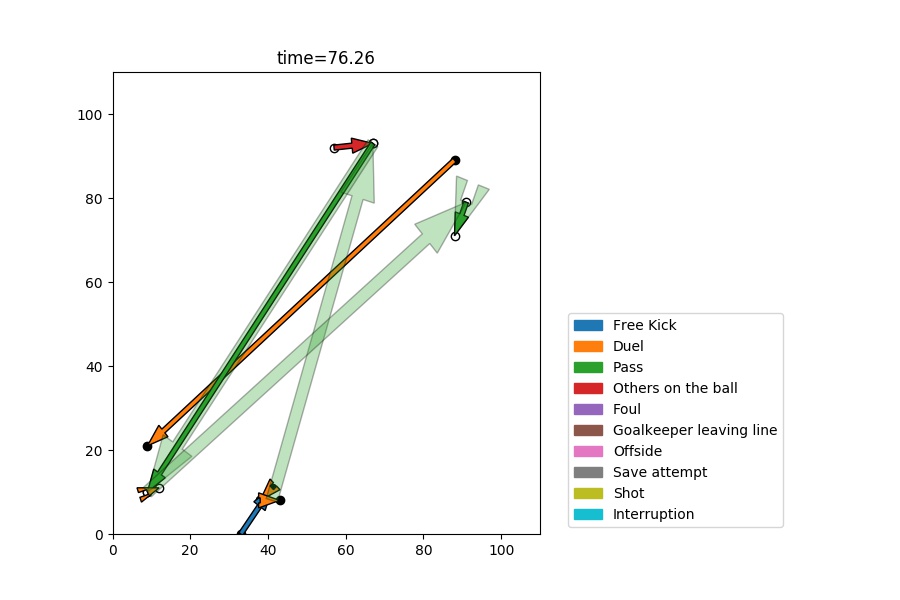 time=76.26
100
80
60
40
20
0
0 20 40 60 80 100
Free Kick
Duel
Pass
Others on the ball
Foul
Goalkeeper leaving line
Offside
Save attempt
Shot
Interruption